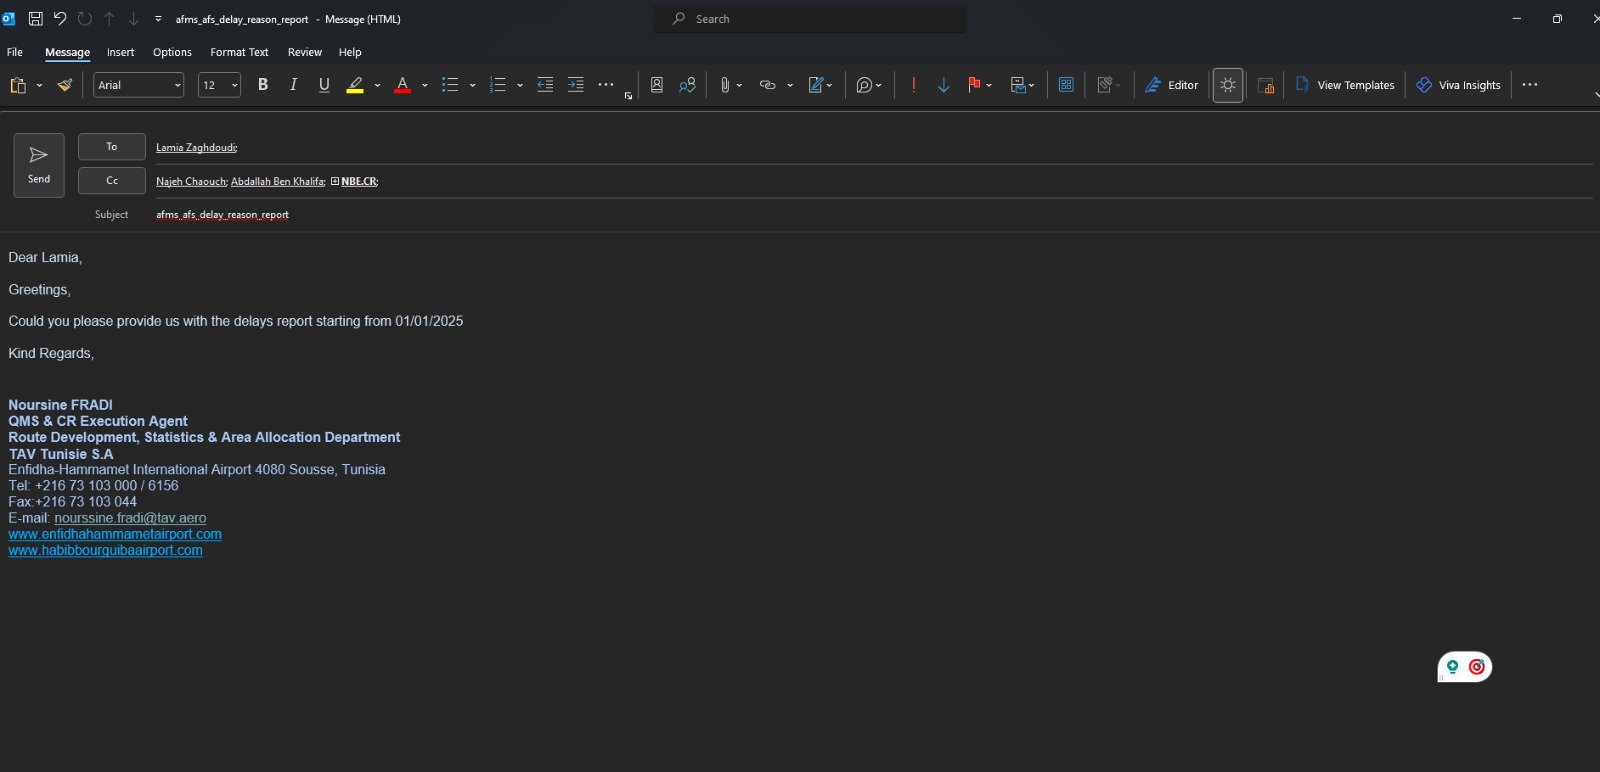 afms_afs_delay_reason_report - Message (HTML)
Search
File Message Insert Options Format Text Review Help
Arial 12 B I U A Editor View Templates Viva Insights
Send
To Lamia Zaghdoudi;
Cc Najeh Chaouch; Abdallah Ben Khalifa; NBE.CR;
Subject afms_afs_delay_reason_report
Dear Lamia,
Greetings,
Could you please provide us with the delays report starting from 01/01/2025
Kind Regards,
Noursine FRADI
QMS & CR Execution Agent
Route Development, Statistics & Area Allocation Department
TAV Tunisie S.A
Enfidha-Hammamet International Airport 4080 Sousse, Tunisia
Tel: +216 73 103 000 / 6156
Fax:+216 73 103 044
E-mail: nourssine.fradi@tav.aero
www.enfidhahammametairport.com
www.habibbourguibaairport.com